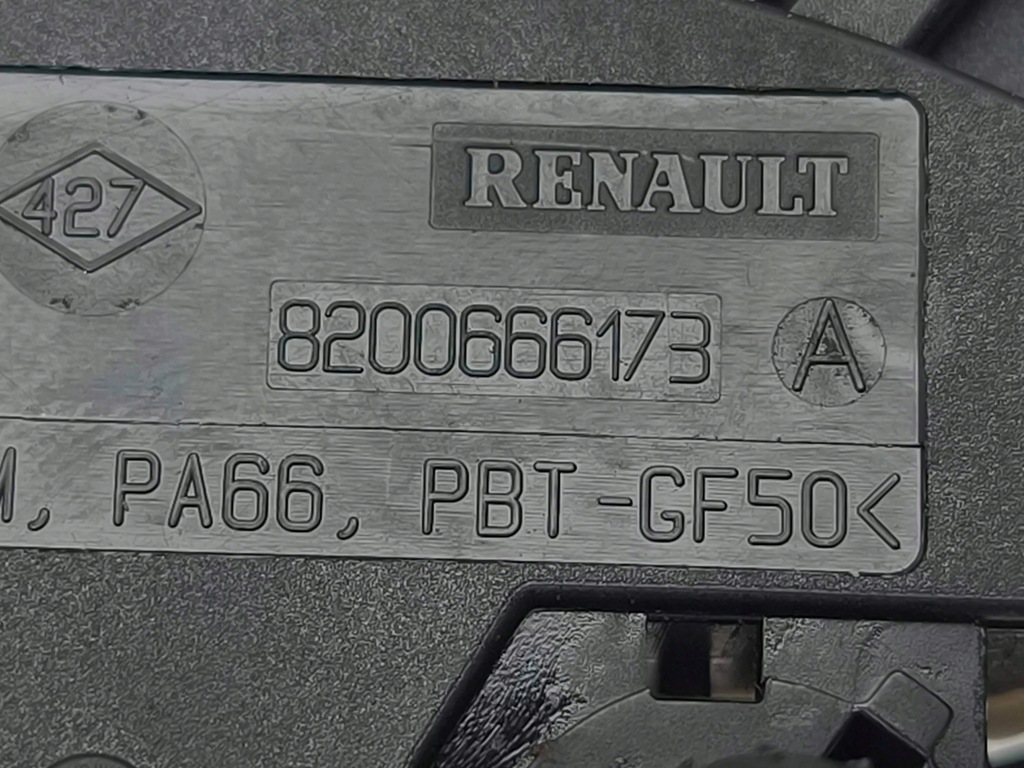 RENAULT
427
8200666173 A
, PA66, PBT-GF50<